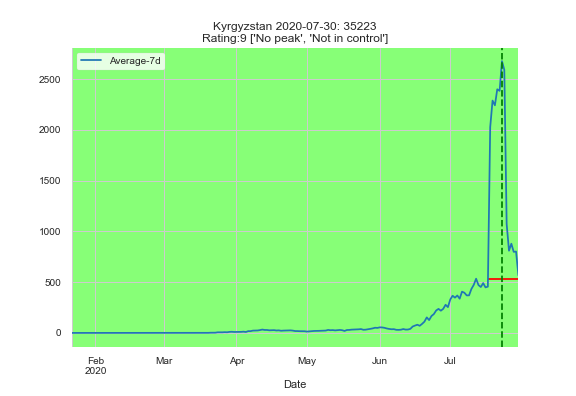 Kyrgyzstan 2020-07-30: 35223
Rating:9 ['No peak', 'Not in control']
Average-7d
2500
2000
1500
1000
500
0
Feb Mar Apr May Jun Jul
2020
Date